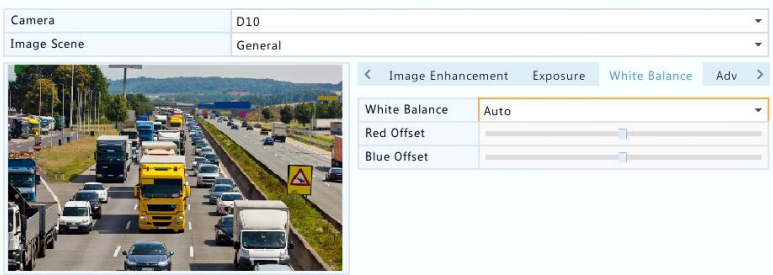 Camera D10
Image Scene General
< Image Enhancement Exposure White Balance Adv >
White Balance Auto
Red Offset
Blue Offset